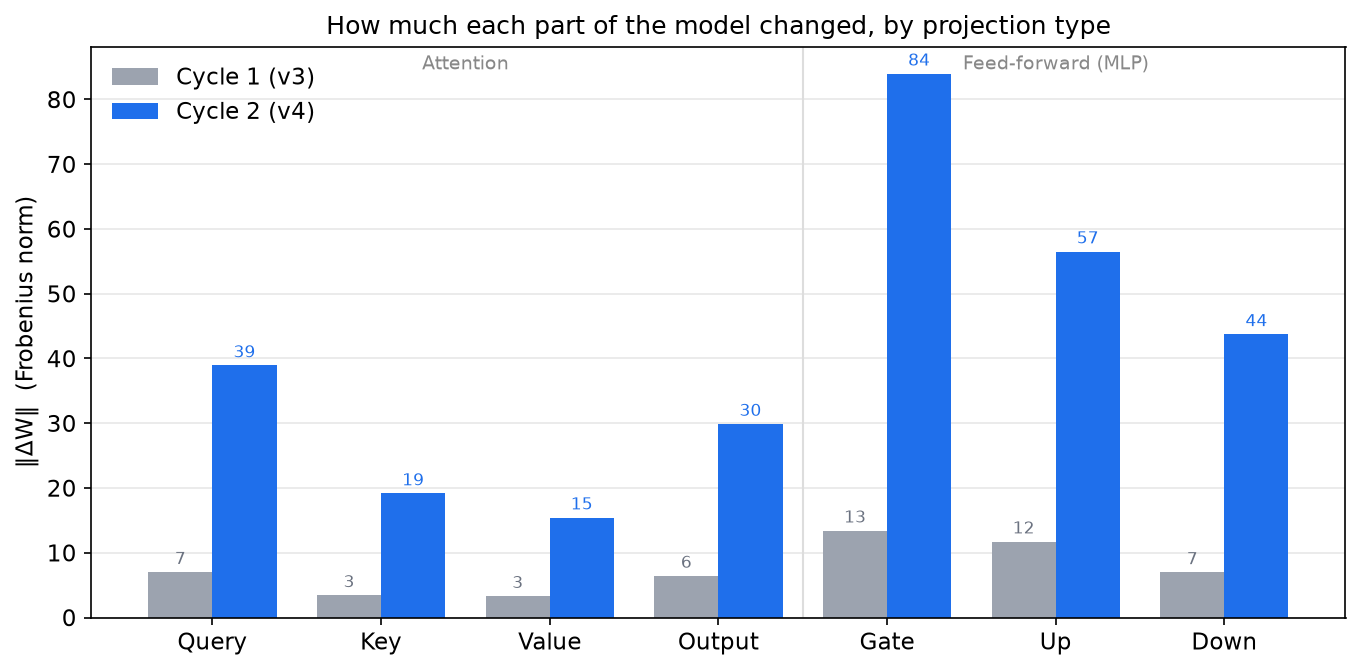 How much each part of the model changed, by projection type
Attention
Feed-forward (MLP)
Cycle 1 (v3)
Cycle 2 (v4)
‖ΔW‖ (Frobenius norm)
80
70
60
50
40
30
20
10
0
7
39
3
19
3
15
6
30
13
84
12
57
7
44
Query
Key
Value
Output
Gate
Up
Down